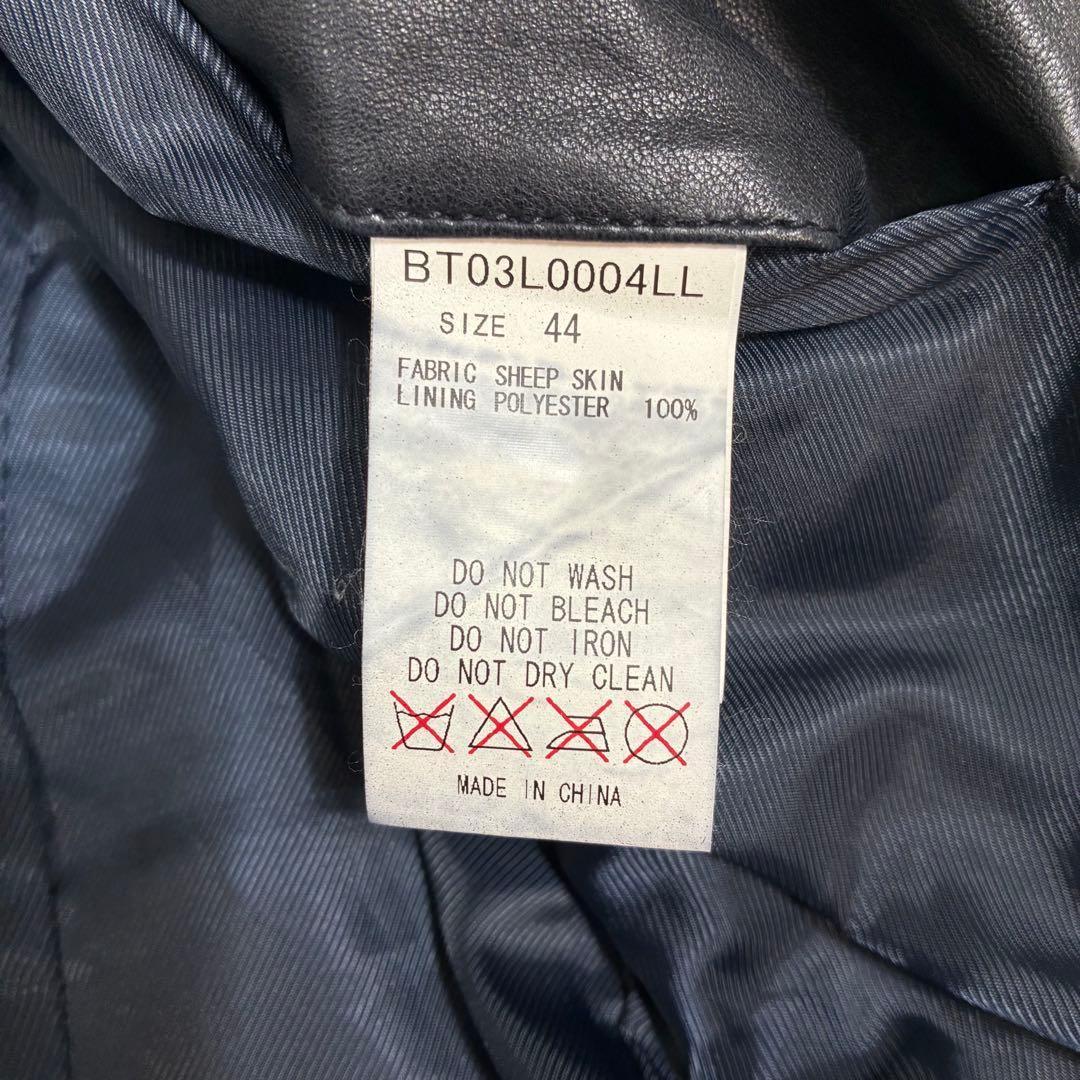 BT03L0004LL
SIZE 44
FABRIC SHEEP SKIN
LINING POLYESTER 100%
DO NOT WASH
DO NOT BLEACH
DO NOT IRON
DO NOT DRY CLEAN
MADE IN CHINA